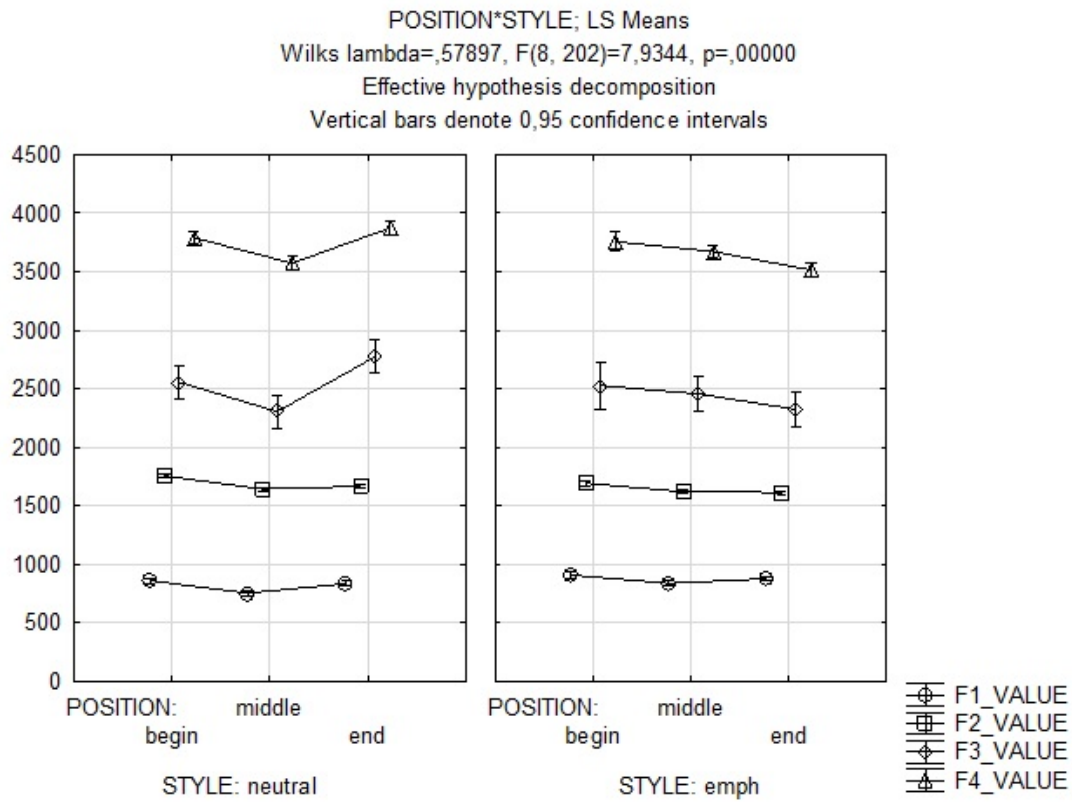 POSITION*STYLE; LS Means
Wilks lambda=,57897, F(8, 202)=7,9344, p=,00000
Effective hypothesis decomposition
Vertical bars denote 0,95 confidence intervals
4500
4000
3500
3000
2500
2000
1500
1000
500
0
POSITION: middle
begin end
STYLE: neutral
POSITION: middle
begin end
STYLE: emph
F1_VALUE
F2_VALUE
F3_VALUE
F4_VALUE